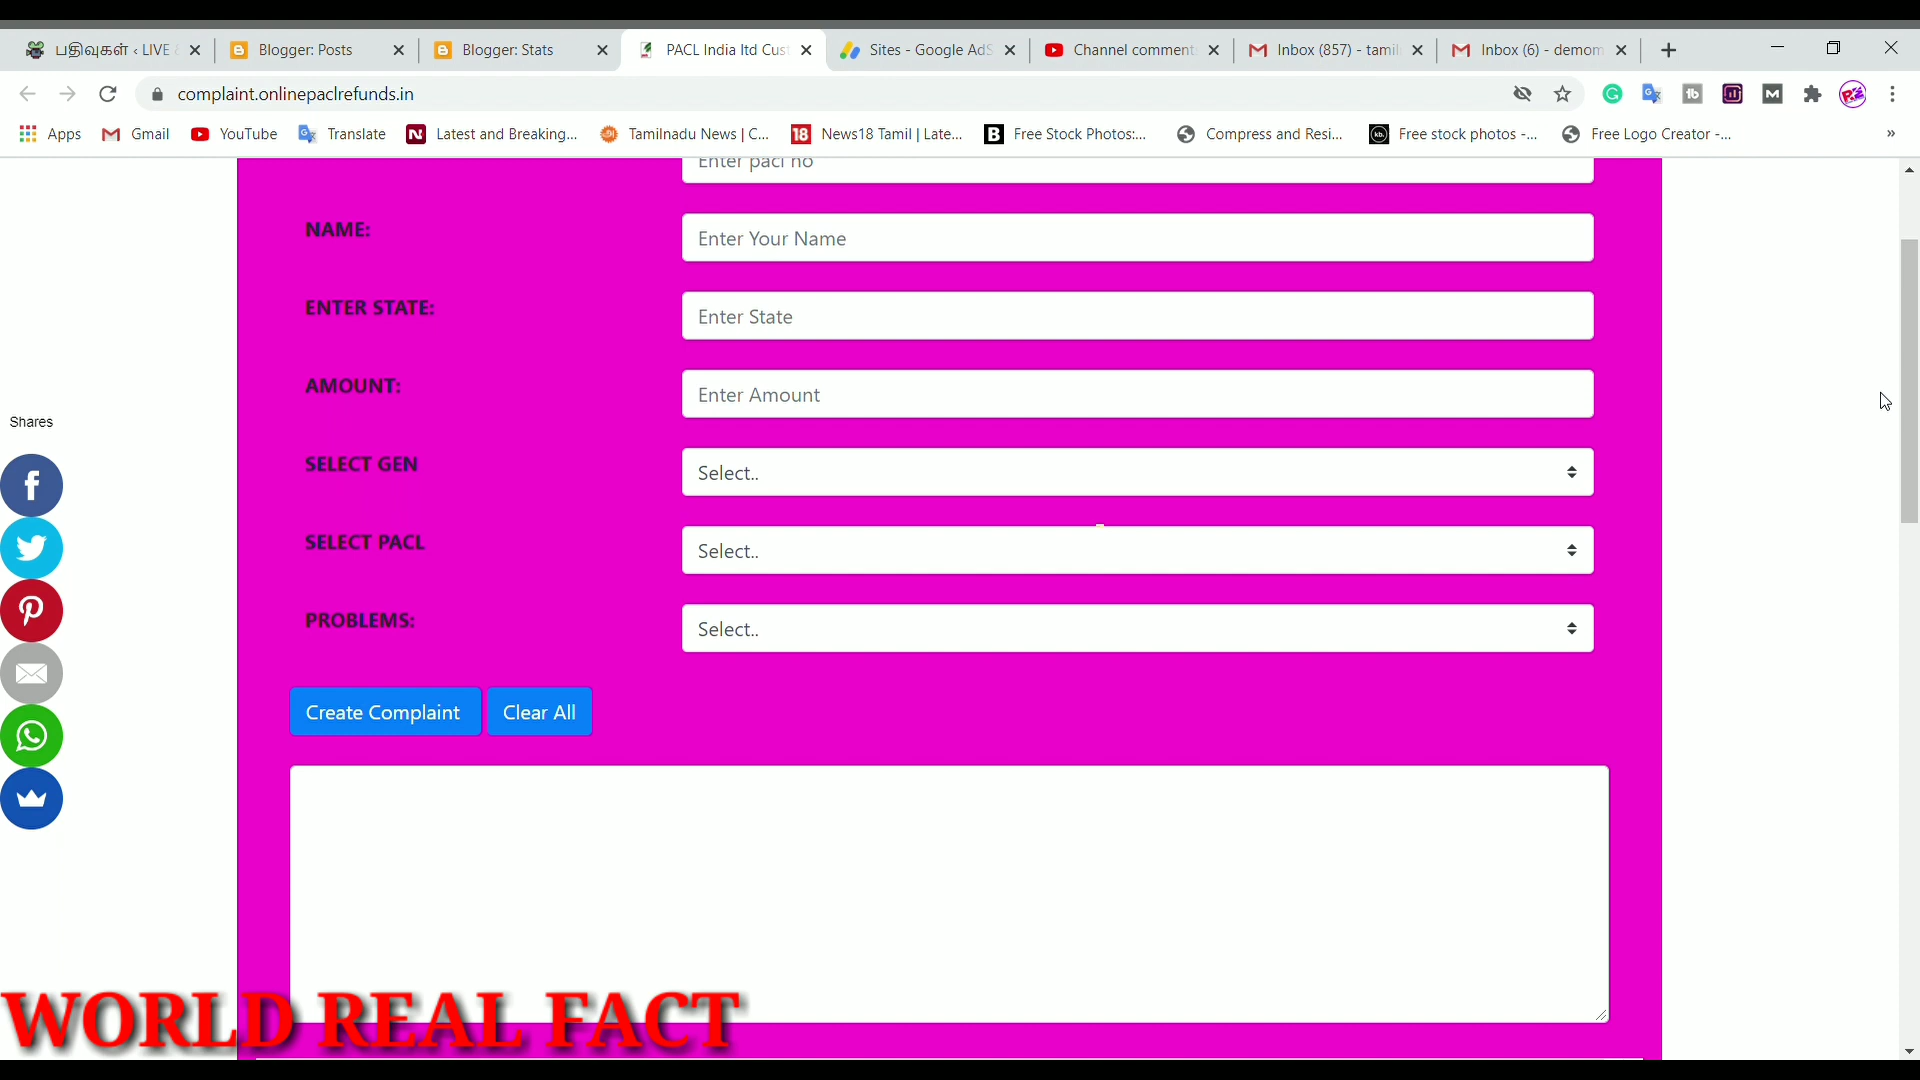 பதிவுகள் ‹ LIVE
Blogger: Posts
Blogger: Stats
PACL India ltd Cus
Sites - Google AdS
Channel comment
Inbox (857) - tamil
Inbox (6) - demom
complaint.onlinepaclrefunds.in
Apps
Gmail
YouTube
Translate
Latest and Breaking...
Tamilnadu News | C...
18
News18 Tamil | Late...
Free Stock Photos:...
Compress and Resi...
Free stock photos -...
Free Logo Creator -...
»
Enter pacl no
NAME:
Enter Your Name
ENTER STATE:
Enter State
AMOUNT:
Enter Amount
SELECT GEN
Select..
SELECT PACL
Select..
PROBLEMS:
Select..
Create Complaint
Clear All
Shares
WORLD REAL FACT